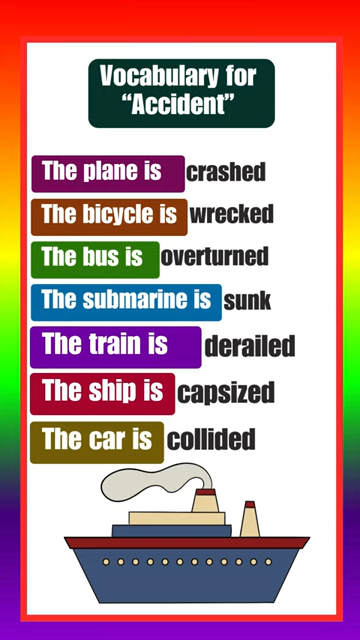 Vocabulary for
“Accident”
The plane is crashed
The bicycle is wrecked
The bus is overturned
The submarine is sunk
The train is derailed
The ship is capsized
The car is collided